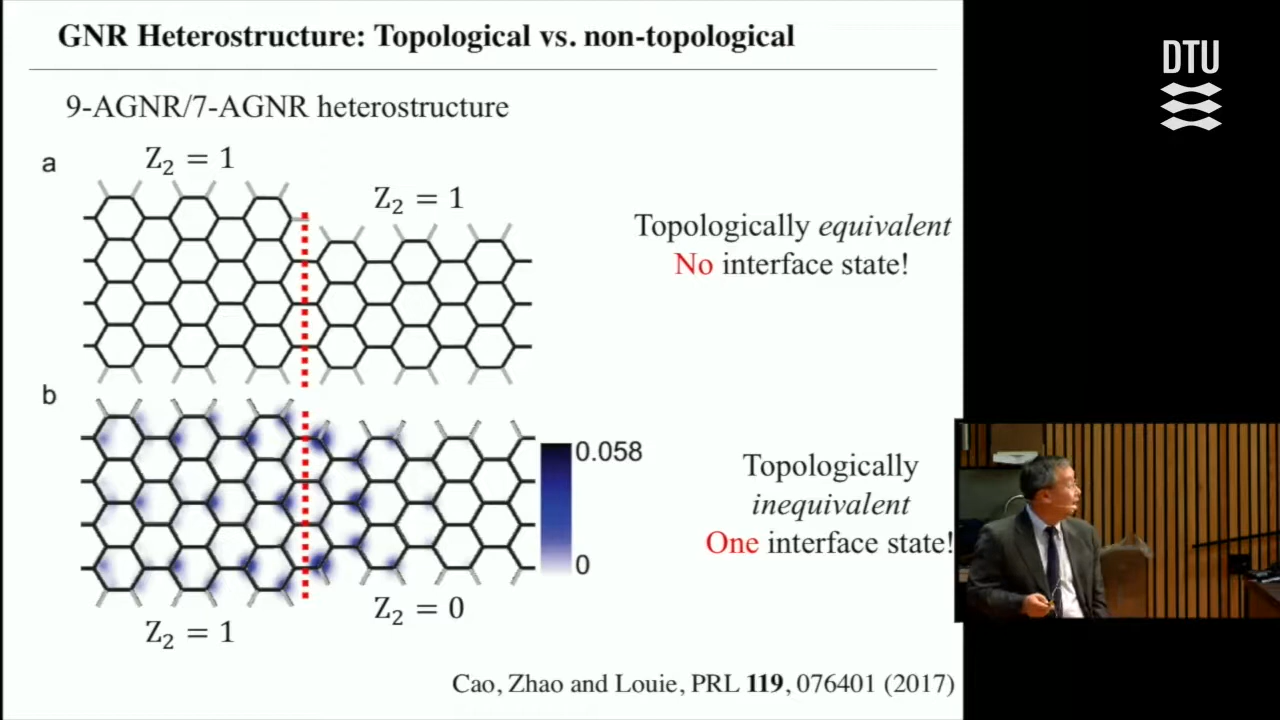 GNR Heterostructure: Topological vs. non-topological
DTU
9-AGNR/7-AGNR heterostructure
a
Z₂ = 1
Z₂ = 1
Topologically equivalent
No interface state!
b
0.058
0
Topologically
inequivalent
One interface state!
Z₂ = 0
Z₂ = 1
Cao, Zhao and Louie, PRL 119, 076401 (2017)